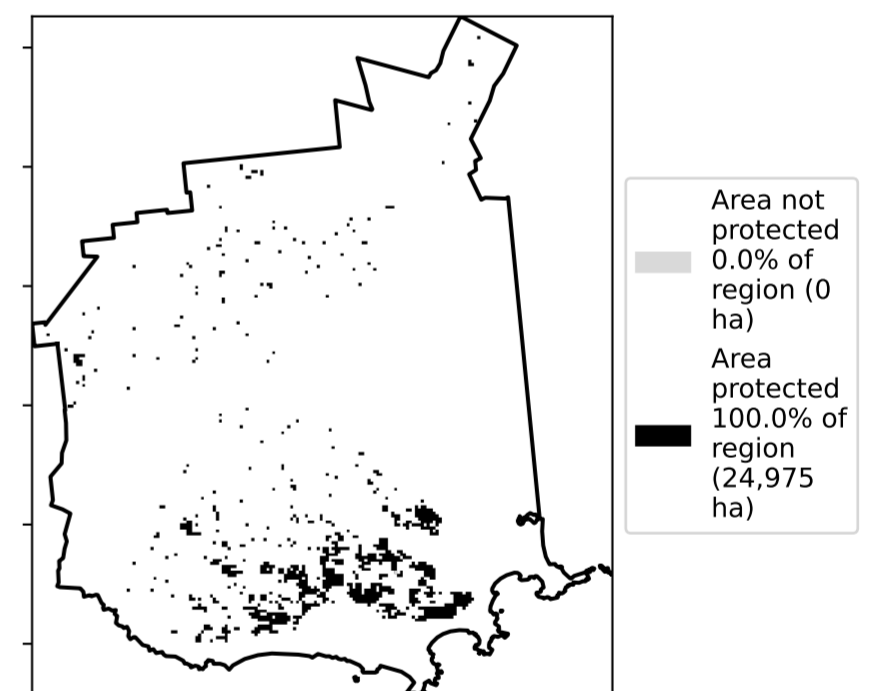 Area not
protected
0.0% of
region (0
ha)
Area
protected
100.0% of
region
(24,975
ha)